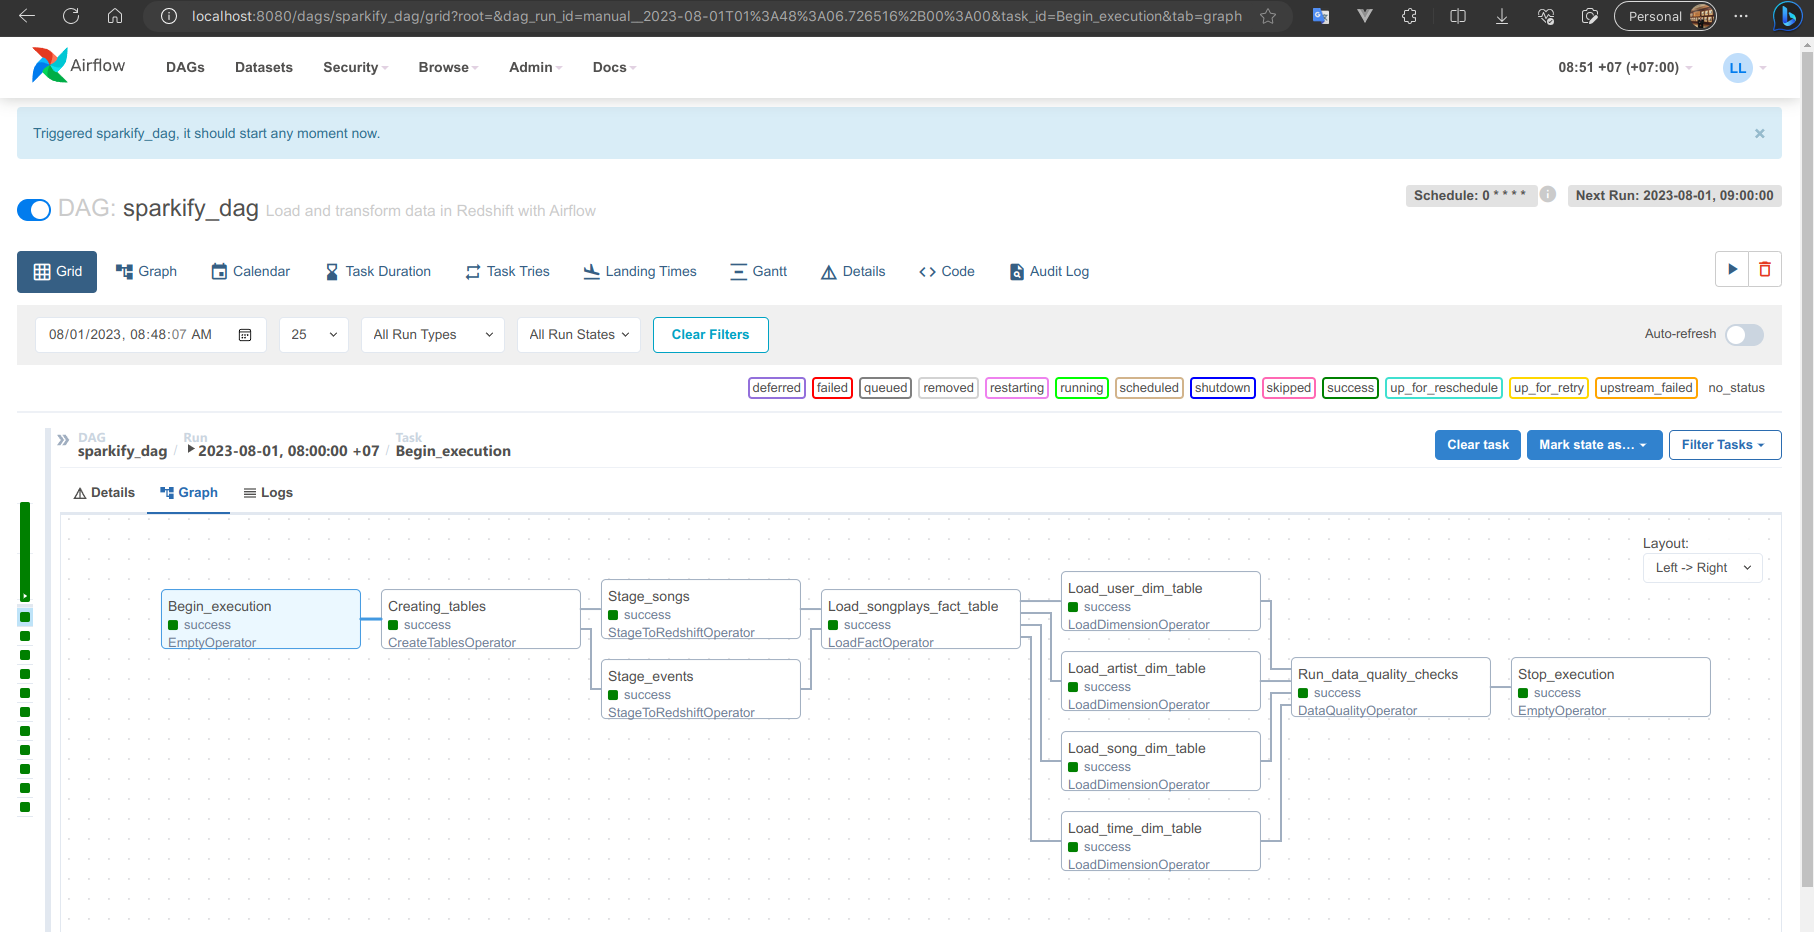 localhost:8080/dags/sparkify_dag/grid?root=&dag_run_id=manual__2023-08-01T01%3A48%3A06.726516%2B00%3A00&task_id=Begin_execution&tab=graph
Personal
Airflow DAGs Datasets Security Browse Admin Docs 08:51 +07 (+07:00) LL
Triggered sparkify_dag, it should start any moment now. ×
Schedule: 0 * * * * i Next Run: 2023-08-01, 09:00:00
DAG: sparkify_dag Load and transform data in Redshift with Airflow
Grid Graph Calendar Task Duration Task Tries Landing Times Gantt Details Code Audit Log
08/01/2023, 08:48:07 AM 25 All Run Types All Run States Clear Filters Auto-refresh
deferred failed queued removed restarting running scheduled shutdown skipped success up_for_reschedule up_for_retry upstream_failed no_status
DAG Run Task
sparkify_dag / 2023-08-01, 08:00:00 +07 / Begin_execution
Clear task Mark state as... Filter Tasks
Details Graph Logs
Layout:
Left -> Right
Begin_execution
success
EmptyOperator
Creating_tables
success
CreateTablesOperator
Stage_songs
success
StageToRedshiftOperator
Stage_events
success
StageToRedshiftOperator
Load_songplays_fact_table
success
LoadFactOperator
Load_user_dim_table
success
LoadDimensionOperator
Load_artist_dim_table
success
LoadDimensionOperator
Load_song_dim_table
success
LoadDimensionOperator
Load_time_dim_table
success
LoadDimensionOperator
Run_data_quality_checks
success
DataQualityOperator
Stop_execution
success
EmptyOperator